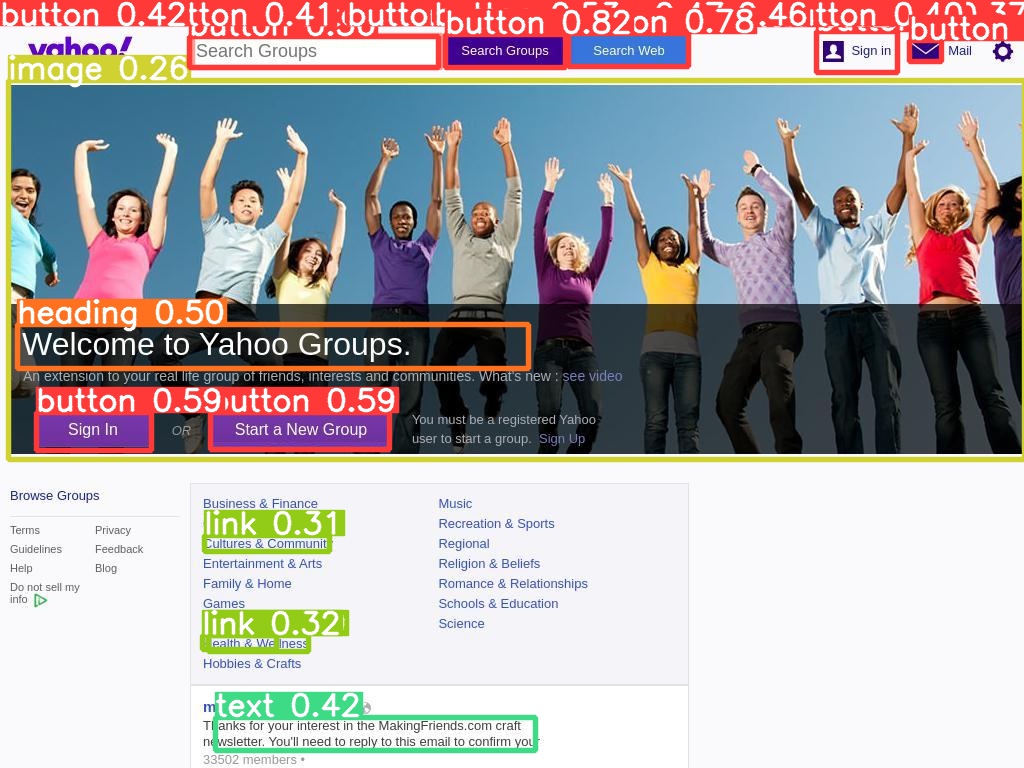 button 0.42
tton 0.41
button
button 0.82
0.78
0.46
tton 0.40
0.37
button
yahoo!
image 0.26
Search Groups
Search Groups
Search Web
Sign in
Mail
heading 0.50
Welcome to Yahoo Groups.
An extension to your real life group of friends, interests and communities. What's new : see video
button 0.59
utton 0.59
Sign In
OR
Start a New Group
You must be a registered Yahoo
user to start a group. Sign Up
Browse Groups
Terms
Privacy
Guidelines
Feedback
Help
Blog
Do not sell my
info
Business & Finance
link 0.31
Cultures & Community
Entertainment & Arts
Family & Home
Games
link 0.32
Health & Wellness
Hobbies & Crafts
Music
Recreation & Sports
Regional
Religion & Beliefs
Romance & Relationships
Schools & Education
Science
text 0.42
Thanks for your interest in the MakingFriends.com craft
newsletter. You'll need to reply to this email to confirm your
33502 members •